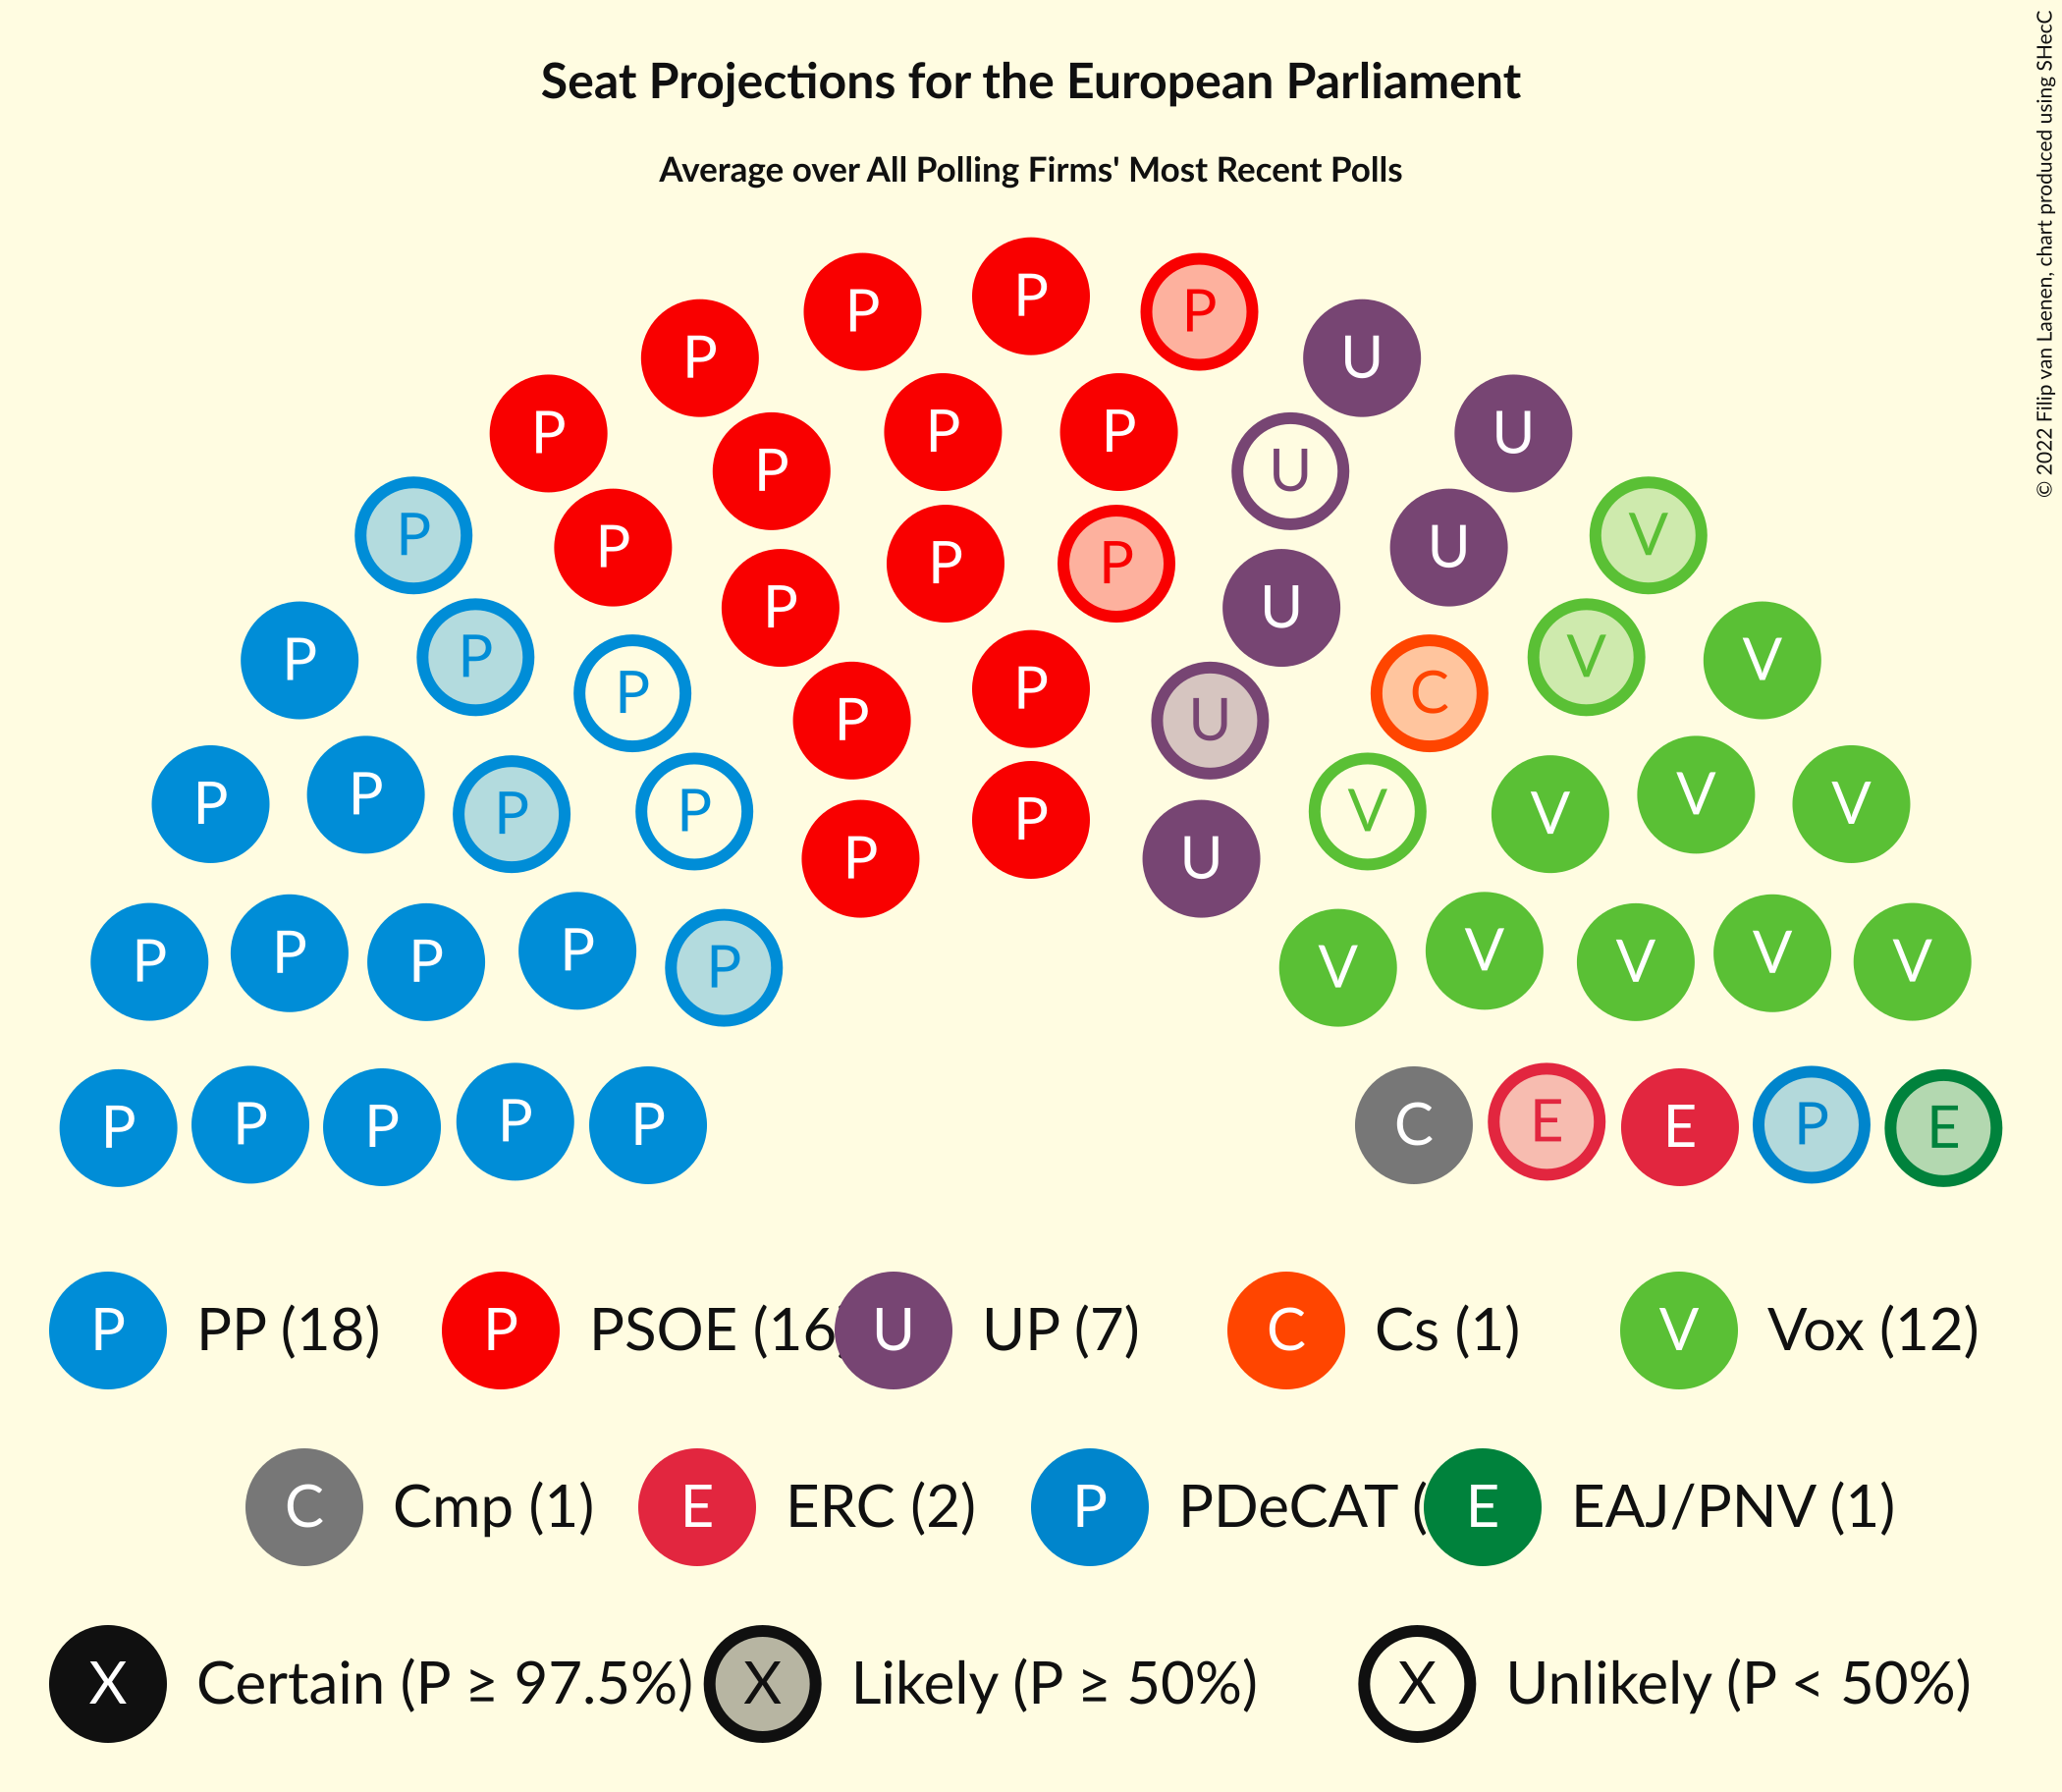 Seat Projections for the European Parliament
Average over All Polling Firms' Most Recent Polls
© 2022 Filip van Laenen, chart produced using SHecC
P P P P
P P U U
P P P U
P P P U V
P P P U
P P P P U C V V
P P P P P V V V V
P P U
P P P P P V V V V V
P P P P P C E E P E
P PP (18) P PSOE (16 U UP (7) C Cs (1) V Vox (12)
C Cmp (1) E ERC (2) P PDeCAT ( E EAJ/PNV (1)
X Certain (P ≥ 97.5%) X Likely (P ≥ 50%) X Unlikely (P < 50%)